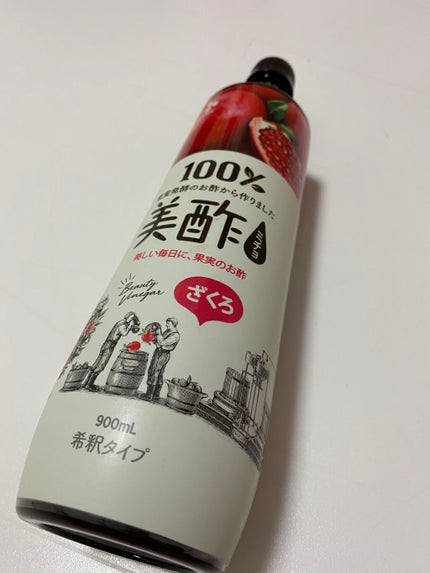 100%
果実発酵のお酢から作りました
美酢
ミチョ
美しい毎日に、果実のお酢
Beauty
Vinegar
ざくろ
900mL
希釈タイプ